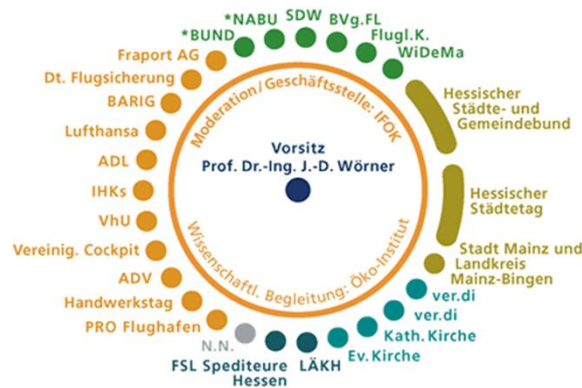 *NABU
SDW
BVg.FL
Flugl.K.
WiDeMa
*BUND
Fraport AG
Dt. Flugsicherung
BARIG
Lufthansa
ADL
IHKs
VhU
Vereinig. Cockpit
ADV
Handwerkstag
PRO Flughafen
N.N.
FSL Spediteure
Hessen
LÄKH
Ev. Kirche
Kath. Kirche
ver.di
ver.di
Stadt Mainz und
Landkreis
Mainz-Bingen
Hessischer
Städtetag
Hessischer
Städte- und
Gemeindebund
Moderation/Geschäftsstelle: IFOK
Vorsitz
Prof. Dr.-Ing. J.-D. Wörner
Wissenschaftl. Begleitung: Öko-Institut